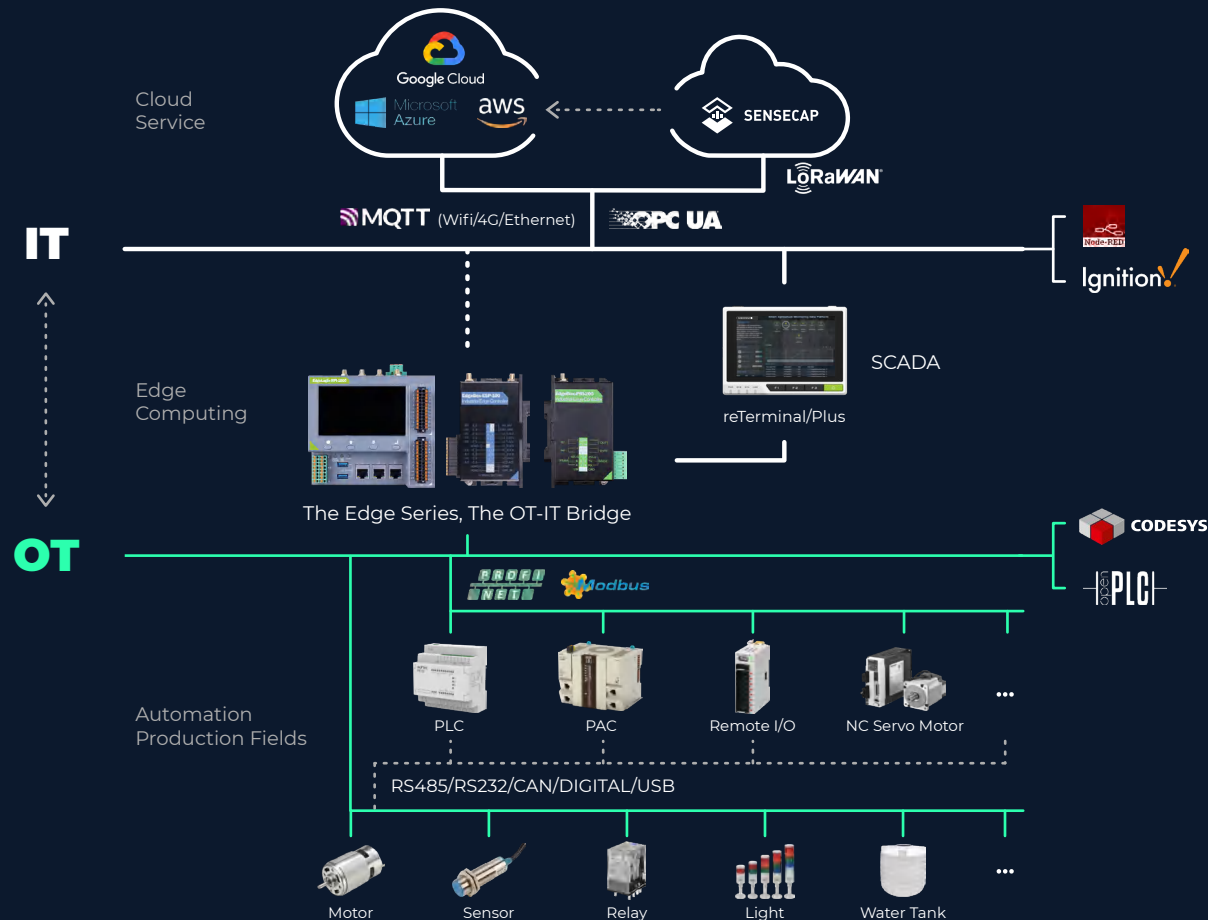 Google Cloud
Microsoft
Azure
aws
SENSECAP
Cloud
Service
LoRaWAN
MQTT (Wifi/4G/Ethernet)
OPC UA
IT
Node-RED
Ignition!
SCADA
Edge
Computing
reTerminal/Plus
The Edge Series, The OT-IT Bridge
CODESYS
OT
PROFI
NET
Modbus
open
PLC
PLC
PAC
Remote I/O
NC Servo Motor
...
Automation
Production Fields
RS485/RS232/CAN/DIGITAL/USB
...
Motor
Sensor
Relay
Light
Water Tank